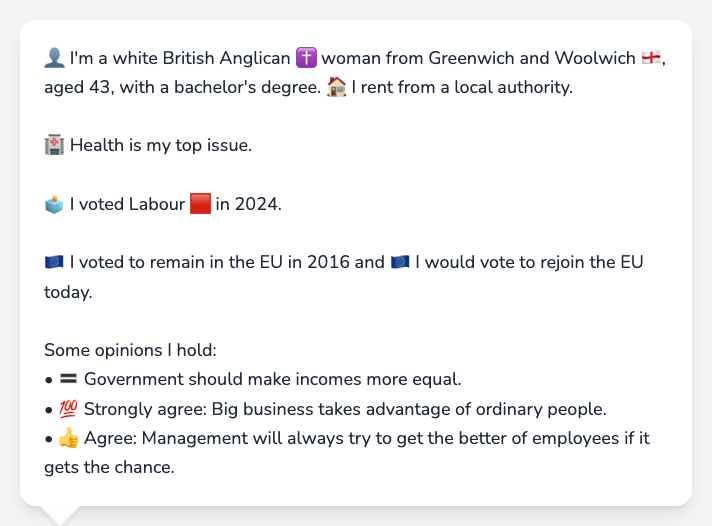 👤 I'm a white British Anglican ✝️ woman from Greenwich and Woolwich 🏴󠁧󠁢󠁥󠁮󠁧󠁿,
aged 43, with a bachelor's degree. 🏠 I rent from a local authority.
🏥 Health is my top issue.
🗳️ I voted Labour 🟥 in 2024.
🇪🇺 I voted to remain in the EU in 2016 and 🇪🇺 I would vote to rejoin the EU
today.
Some opinions I hold:
• 🟰 Government should make incomes more equal.
• 💯 Strongly agree: Big business takes advantage of ordinary people.
• 👍 Agree: Management will always try to get the better of employees if it
gets the chance.